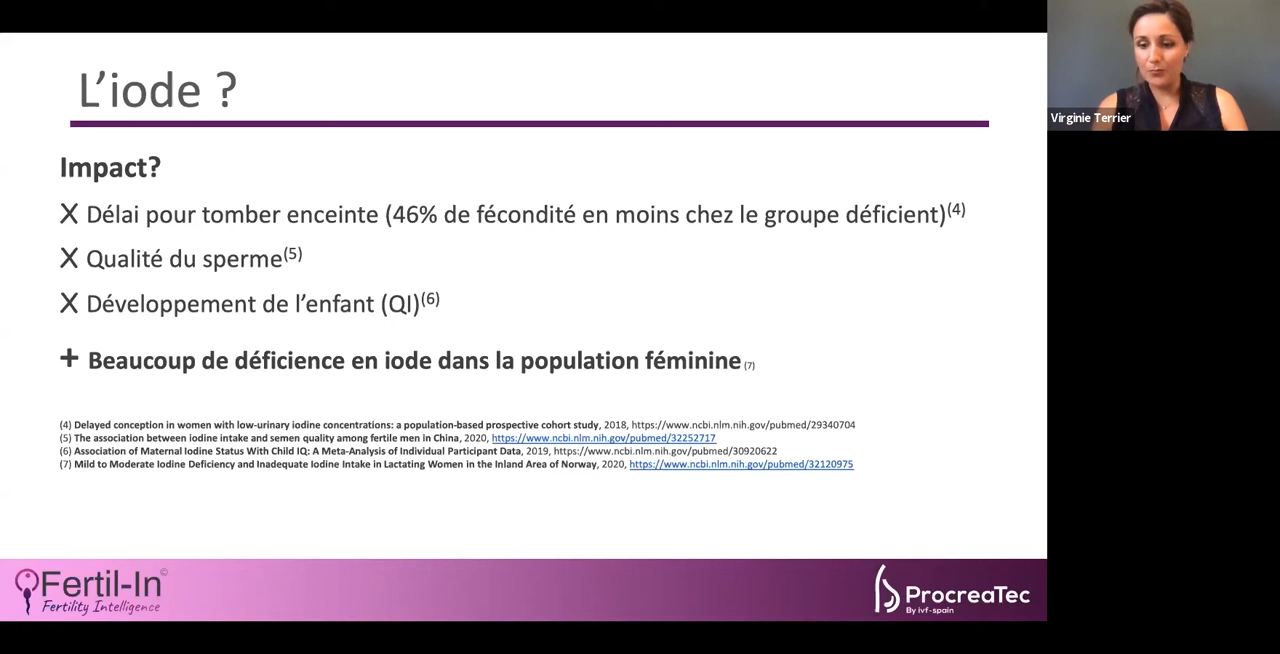 L'iode ?
Virginie Terrier
Impact?
X Délai pour tomber enceinte (46% de fécondité en moins chez le groupe déficient)(4)
X Qualité du sperme(5)
X Développement de l'enfant (QI)(6)
+ Beaucoup de déficience en iode dans la population féminine (7)
(4) Delayed conception in women with low-urinary iodine concentrations: a population-based prospective cohort study, 2018, https://www.ncbi.nlm.nih.gov/pubmed/29340704
(5) The association between iodine intake and semen quality among fertile men in China, 2020, https://www.ncbi.nlm.nih.gov/pubmed/32252717
(6) Association of Maternal Iodine Status With Child IQ: A Meta-Analysis of Individual Participant Data, 2019, https://www.ncbi.nlm.nih.gov/pubmed/30920622
(7) Mild to Moderate Iodine Deficiency and Inadequate Iodine Intake in Lactating Women in the Inland Area of Norway, 2020, https://www.ncbi.nlm.nih.gov/pubmed/32120975
Fertil-In©
Fertility Intelligence
ProcreaTec
By ivf-spain